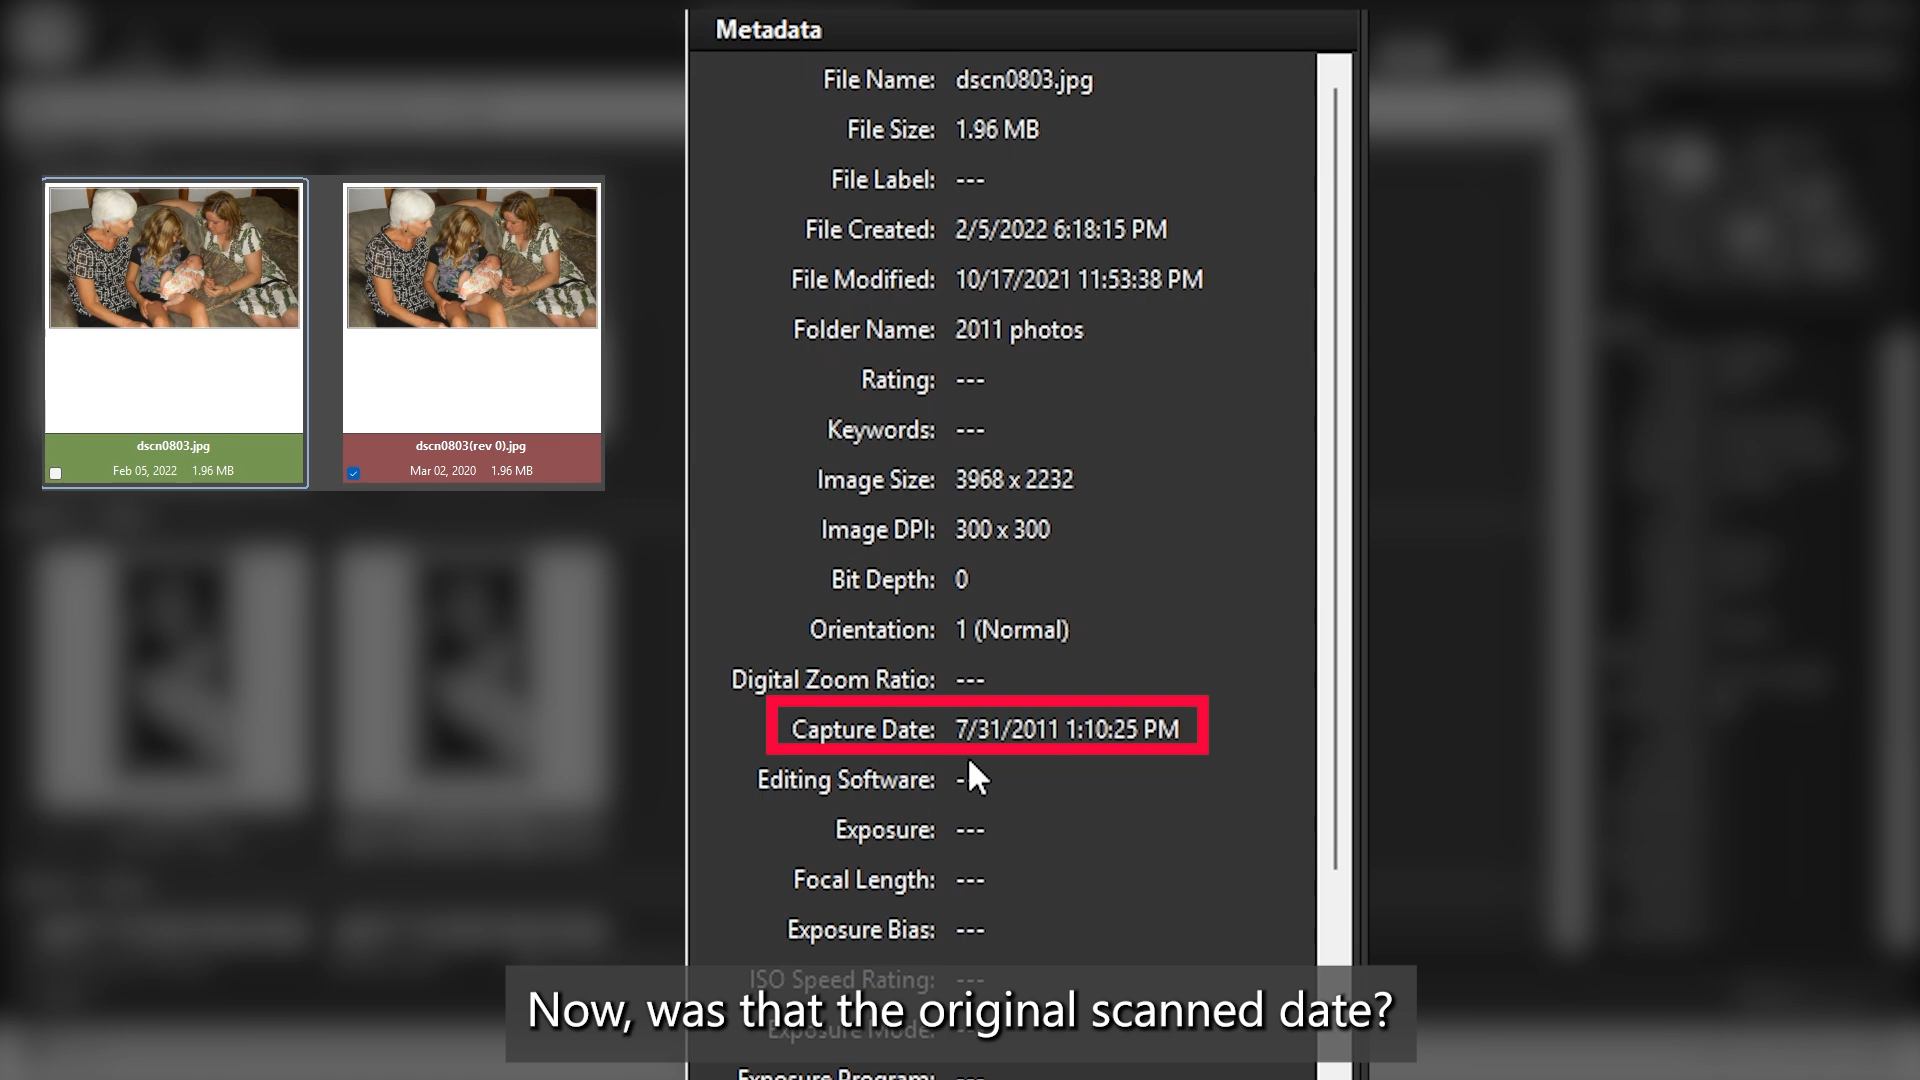 Metadata
File Name: dscn0803.jpg
File Size: 1.96 MB
File Label: ---
File Created: 2/5/2022 6:18:15 PM
File Modified: 10/17/2021 11:53:38 PM
Folder Name: 2011 photos
Rating: ---
Keywords: ---
Image Size: 3968 x 2232
Image DPI: 300 x 300
Bit Depth: 0
Orientation: 1 (Normal)
Digital Zoom Ratio: ---
Capture Date: 7/31/2011 1:10:25 PM
Editing Software: -
Exposure: ---
Focal Length: ---
Exposure Bias: ---
ISO Speed Rating: ---
Exposure Mode: --
Exposure Program: ---
dscn0803.jpg
Feb 05, 2022 1.96 MB
dscn0803(rev 0).jpg
Mar 02, 2020 1.96 MB
Now, was that the original scanned date?